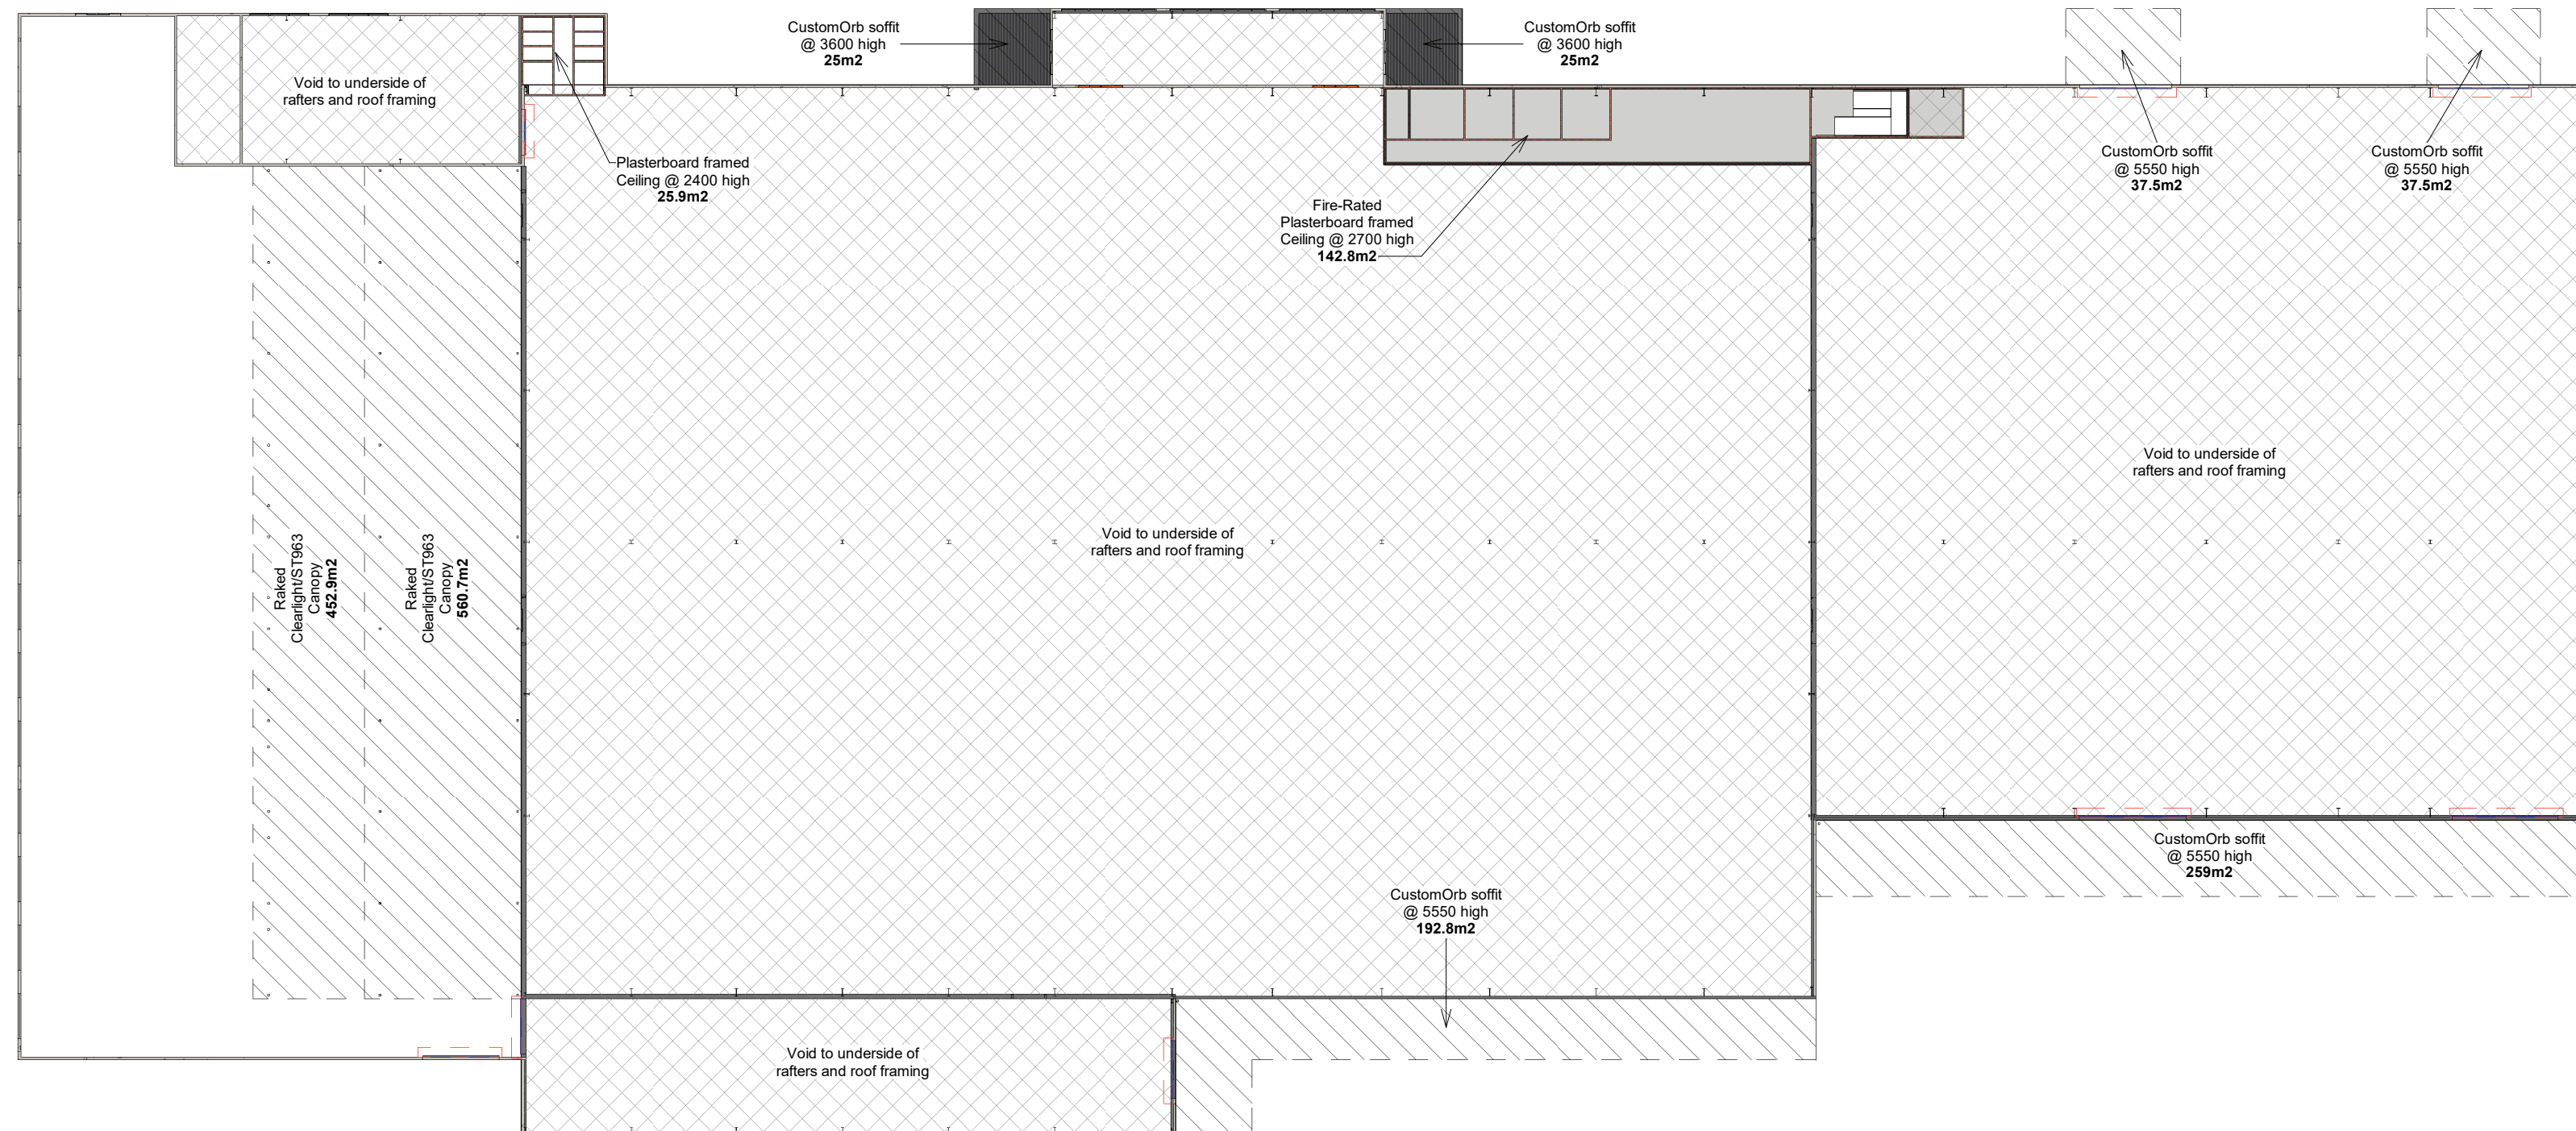 Void to underside of
rafters and roof framing
CustomOrb soffit
@ 3600 high
25m2
CustomOrb soffit
@ 3600 high
25m2
Plasterboard framed
Ceiling @ 2400 high
25.9m2
Fire-Rated
Plasterboard framed
Ceiling @ 2700 high
142.8m2
CustomOrb soffit
@ 5550 high
37.5m2
CustomOrb soffit
@ 5550 high
37.5m2
Raked
Clearlight/ST963
Canopy
452.9m2
Raked
Clearlight/ST963
Canopy
560.7m2
Void to underside of
rafters and roof framing
Void to underside of
rafters and roof framing
CustomOrb soffit
@ 5550 high
259m2
CustomOrb soffit
@ 5550 high
192.8m2
Void to underside of
rafters and roof framing